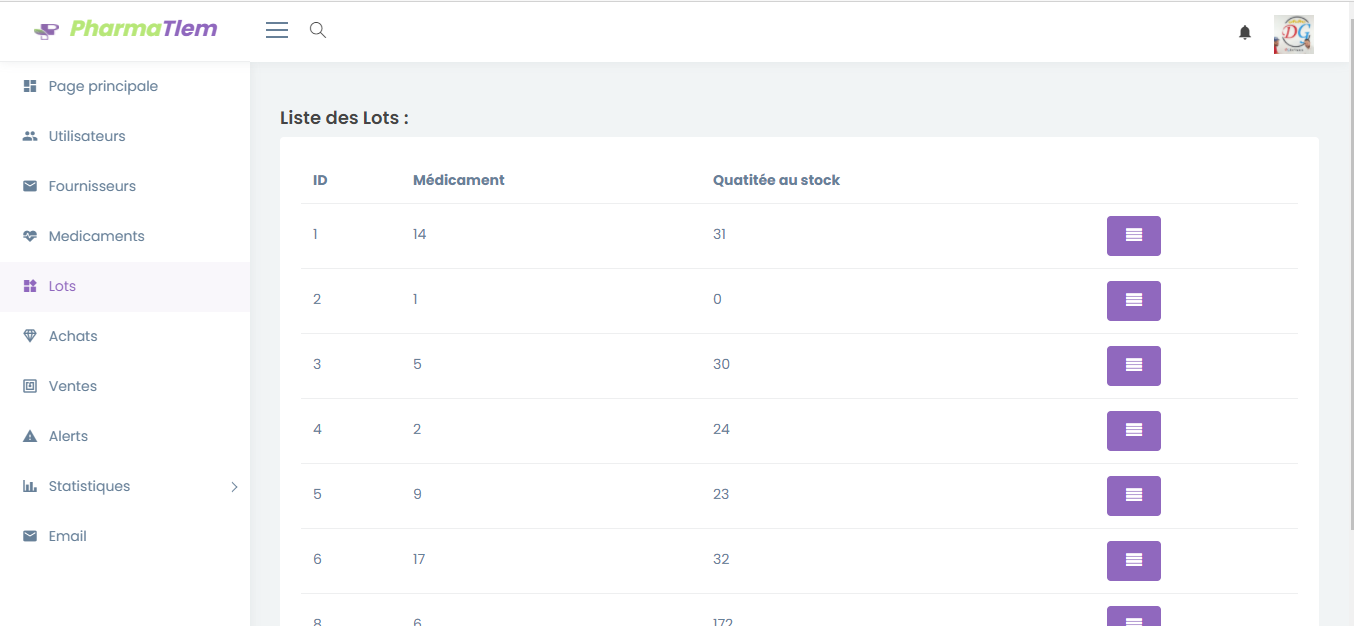 PharmaTlem
Page principale
Utilisateurs
Fournisseurs
Medicaments
Lots
Achats
Ventes
Alerts
Statistiques
Email
Liste des Lots :
ID Médicament Quatitée au stock
1 14 31
2 1 0
3 5 30
4 2 24
5 9 23
6 17 32
8 6 172
DG